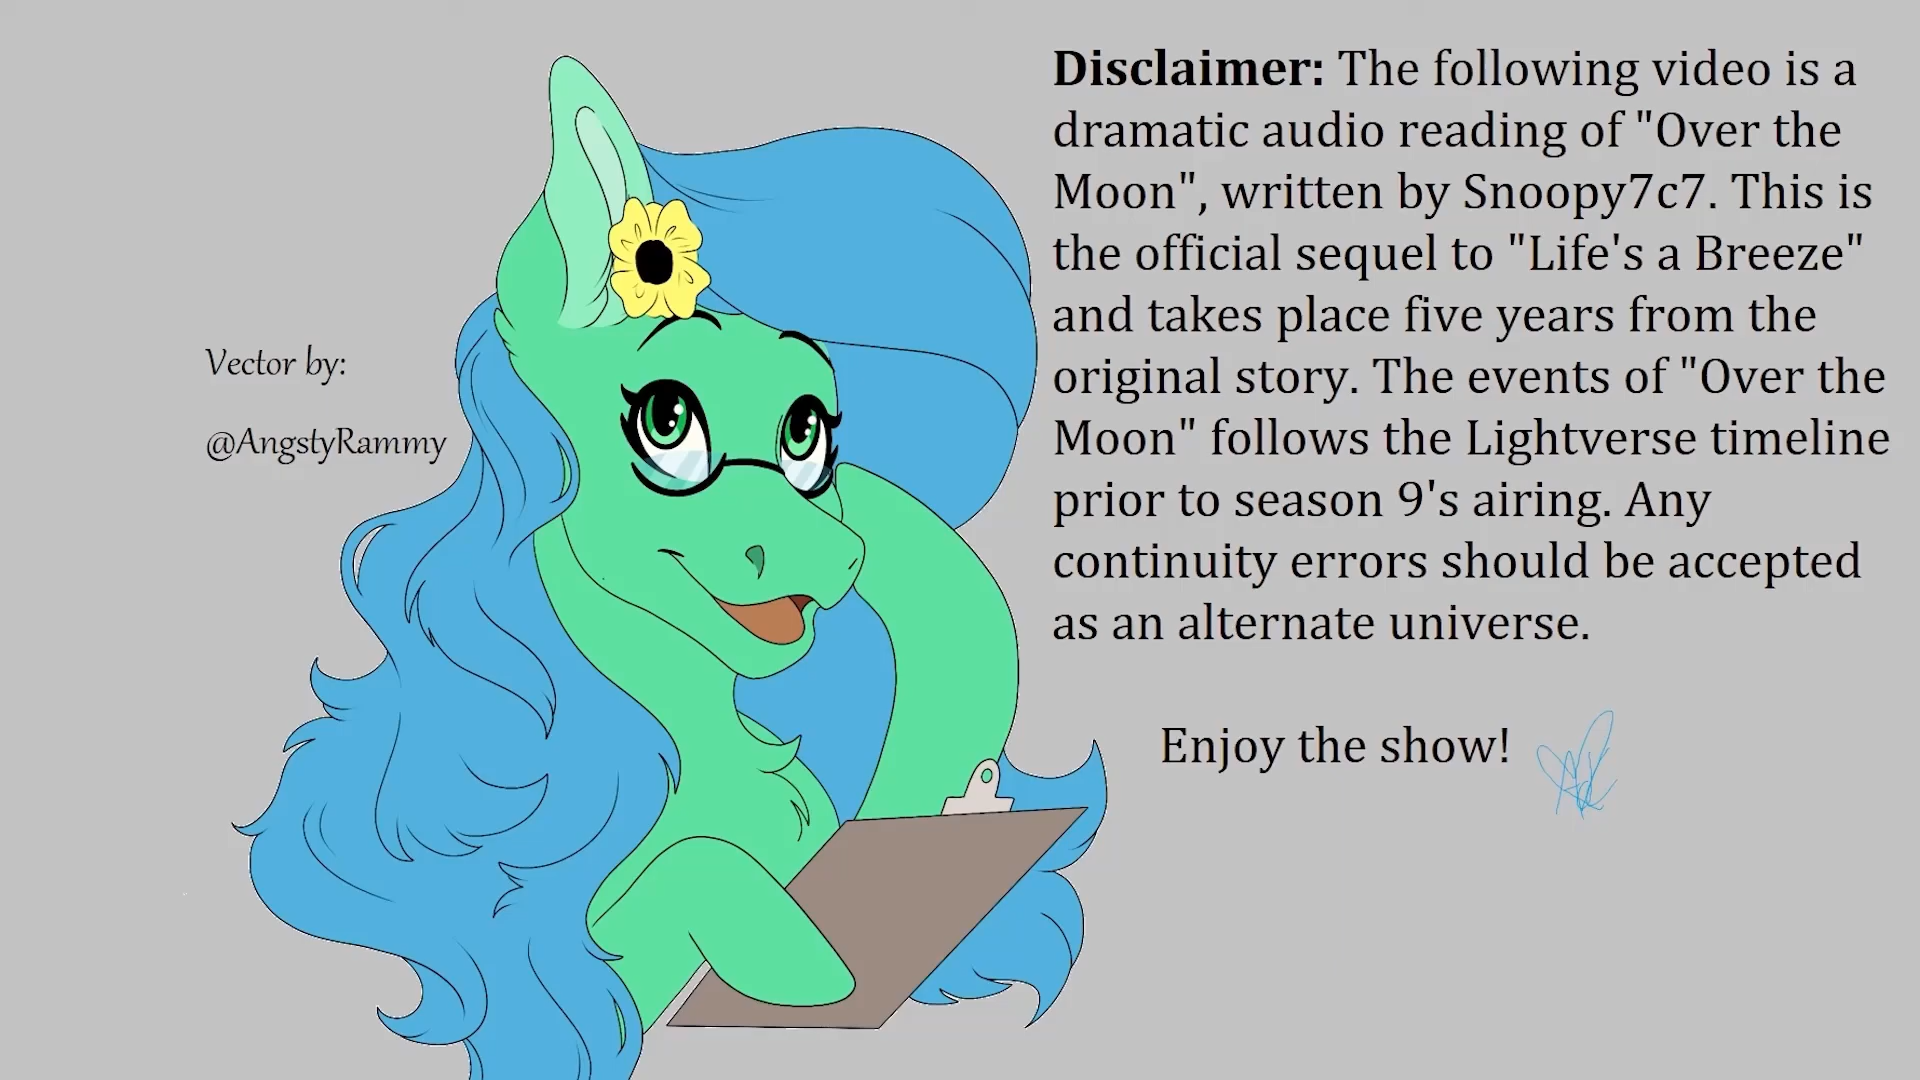 Disclaimer: The following video is a
dramatic audio reading of "Over the
Moon", written by Snoopy7c7. This is
the official sequel to "Life's a Breeze"
and takes place five years from the
original story. The events of "Over the
Moon" follows the Lightverse timeline
prior to season 9's airing. Any
continuity errors should be accepted
as an alternate universe.
Enjoy the show!
Vector by:
@AngstyRammy